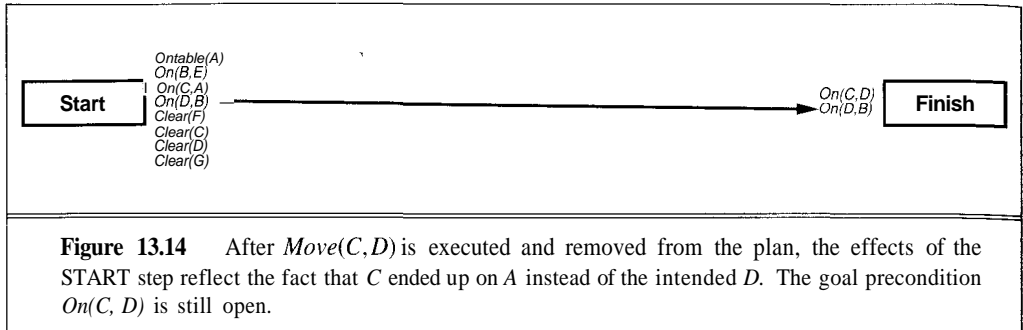 Start
Ontable(A)
On(B,E)
On(C,A)
On(D,B)
Clear(F)
Clear(C)
Clear(D)
Clear(G)
On(C,D)
On(D,B)
Finish
Figure 13.14 After Move(C,D) is executed and removed from the plan, the effects of the
START step reflect the fact that C ended up on A instead of the intended D. The goal precondition
On(C, D) is still open.